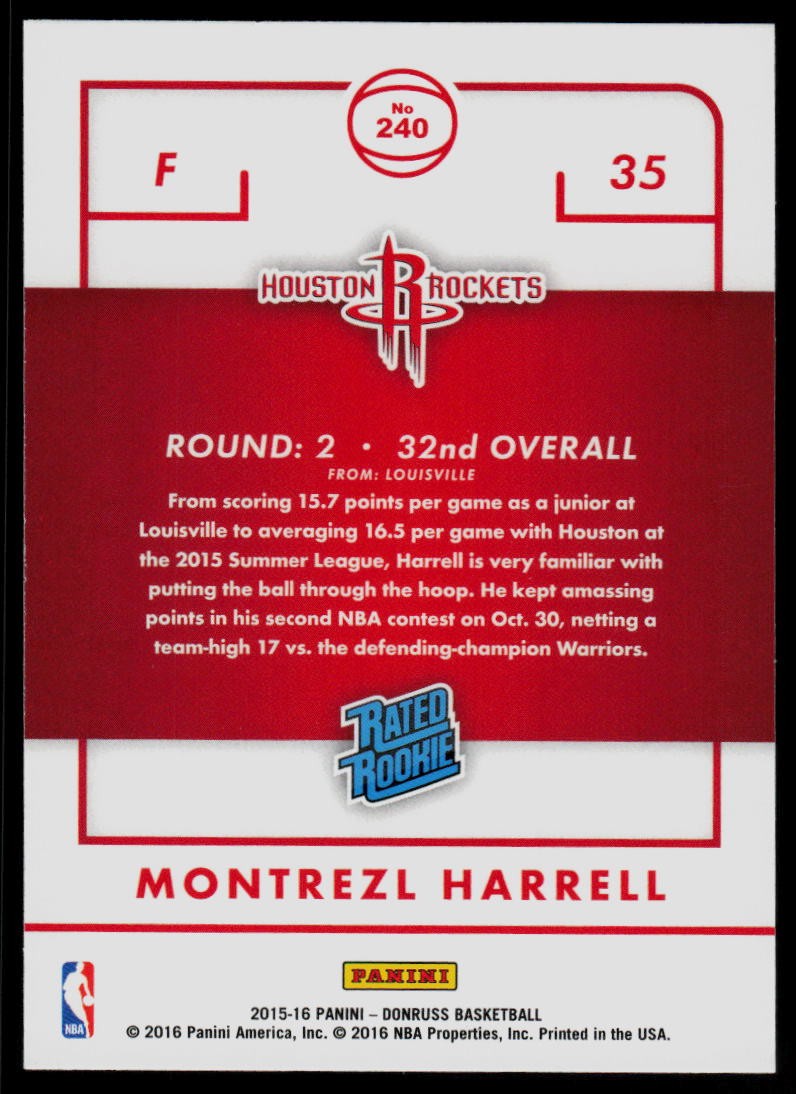 No
240
F
35
HOUSTON ROCKETS
ROUND: 2 • 32nd OVERALL
FROM: LOUISVILLE
From scoring 15.7 points per game as a junior at
Louisville to averaging 16.5 per game with Houston at
the 2015 Summer League, Harrell is very familiar with
putting the ball through the hoop. He kept amassing
points in his second NBA contest on Oct. 30, netting a
team-high 17 vs. the defending-champion Warriors.
RATED
ROOKIE
MONTREZL HARRELL
PANINI
NBA
2015-16 PANINI – DONRUSS BASKETBALL
© 2016 Panini America, Inc. © 2016 NBA Properties, Inc. Printed in the USA.